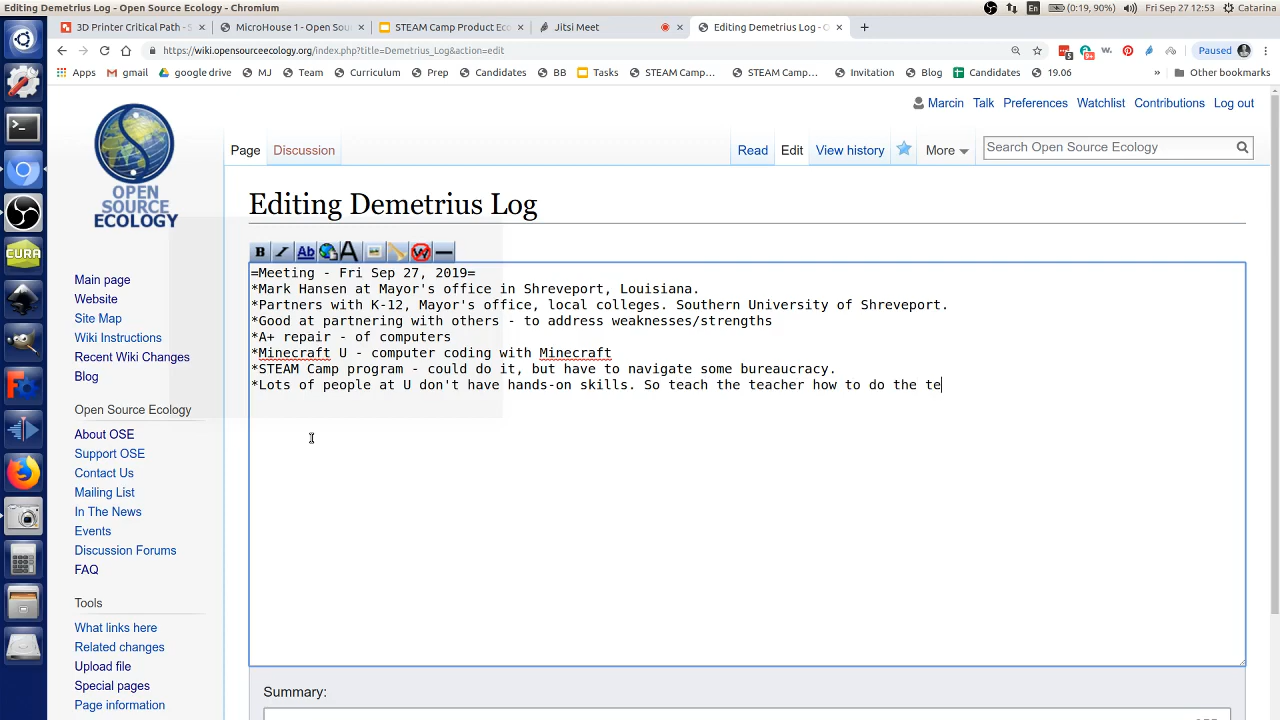 Editing Demetrius Log - Open Source Ecology - Chromium
En (0:19, 90%) Fri Sep 27 12:53 Catarina
3D Printer Critical Path - S
MicroHouse 1 - Open Sou
STEAM Camp Product Eco
Jitsi Meet
Editing Demetrius Log - O
https://wiki.opensourceecology.org/index.php?title=Demetrius_Log&action=edit
Paused
Apps gmail google drive MJ Team Curriculum Prep Candidates BB Tasks STEAM Camp... STEAM Camp... Invitation Blog Candidates 19.06 » Other bookmarks
Marcin Talk Preferences Watchlist Contributions Log out
Page Discussion Read Edit View history More Search Open Source Ecology
OPEN
SOURCE
ECOLOGY
CURA
Editing Demetrius Log
B I Ab A W
=Meeting - Fri Sep 27, 2019=
*Mark Hansen at Mayor's office in Shreveport, Louisiana.
*Partners with K-12, Mayor's office, local colleges. Southern University of Shreveport.
*Good at partnering with others - to address weaknesses/strengths
*A+ repair - of computers
*Minecraft U - computer coding with Minecraft
*STEAM Camp program - could do it, but have to navigate some bureaucracy.
*Lots of people at U don't have hands-on skills. So teach the teacher how to do the te
Summary:
Main page
Website
Site Map
Wiki Instructions
Recent Wiki Changes
Blog
Open Source Ecology
About OSE
Support OSE
Contact Us
Mailing List
In The News
Events
Discussion Forums
FAQ
Tools
What links here
Related changes
Upload file
Special pages
Page information